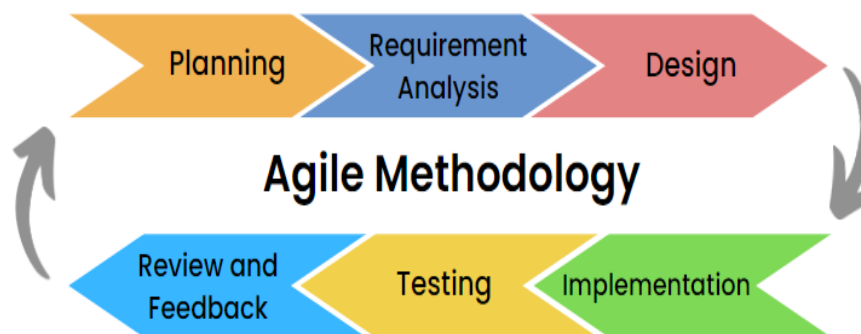 Planning
Requirement
Analysis
Design
Agile Methodology
Review and
Feedback
Testing
Implementation